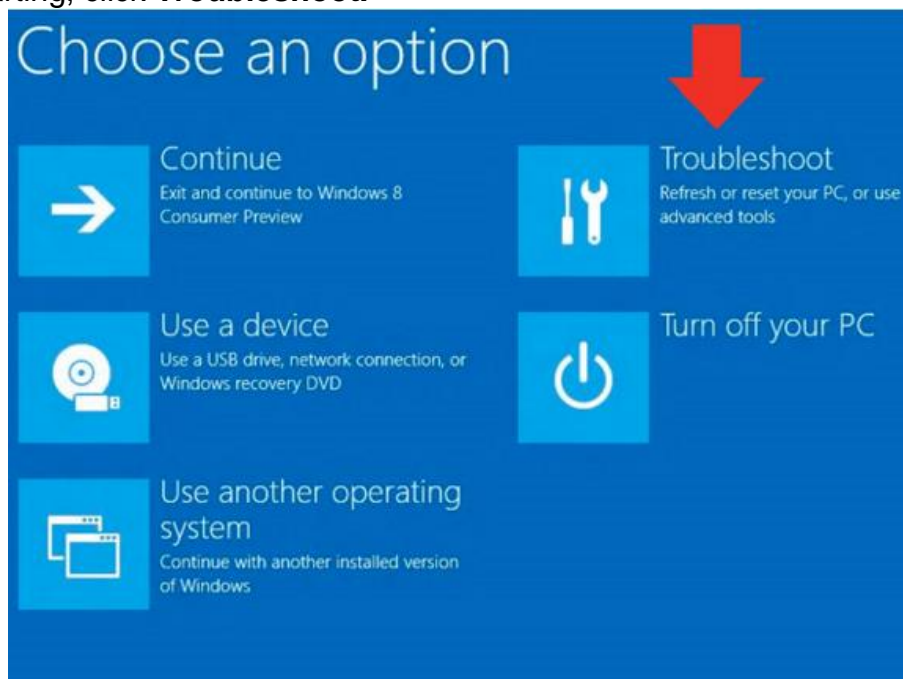 Choose an option
Continue
Exit and continue to Windows 8
Consumer Preview
Troubleshoot
Refresh or reset your PC, or use
advanced tools
Use a device
Use a USB drive, network connection, or
Windows recovery DVD
Turn off your PC
Use another operating
system
Continue with another installed version
of Windows